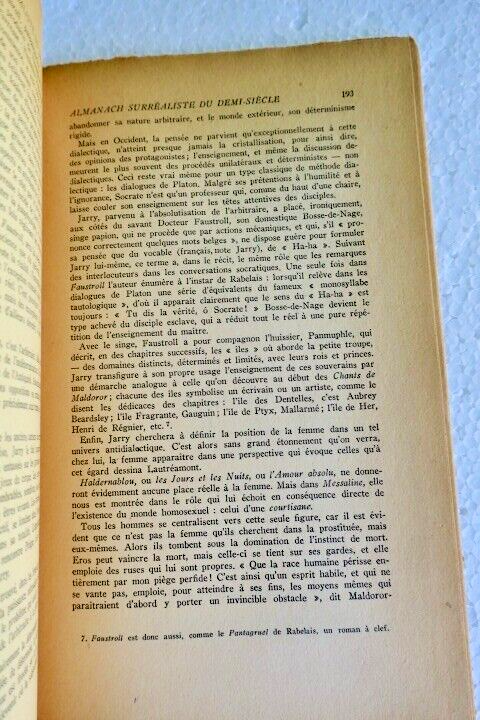 ALMANACH SURRÉALISTE DU DEMI-SIÈCLE 193
abandonner sa nature arbitraire, et le monde extérieur, son déterminisme
rigide.
Mais en Occident, la pensée ne parvient qu'exceptionnellement à cette
dialectique, n'atteint presque jamais la cristallisation, pour ainsi dire,
des opinions des protagonistes ; l'enseignement, et même la discussion de-
meurent le plus souvent des procédés unilatéraux et déterministes — non
dialectiques. Ceci reste vrai même pour un type classique de méthode dia-
lectique : les dialogues de Platon. Malgré ses prétentions à l'humilité et à
l'ignorance, Socrate n'est qu'un professeur qui, comme du haut d'une chaire,
laisse couler son enseignement sur les têtes attentives des disciples.
Jarry, parvenu à l'absolutisation de l'arbitraire, a placé, ironiquement,
aux côtés du savant Docteur Faustroll, son domestique Bosse-de-Nage,
singe papion, qui ne procède que par actions mécaniques, et qui, s'il « pro-
nonce correctement quelques mots belges », ne dispose guère pour formuler
sa pensée que du vocable (français, note Jarry), de « Ha-ha ». Suivant
Jarry lui-même, ce terme a, dans le récit, le même rôle que les remarques
des interlocuteurs dans les conversations socratiques. Une seule fois dans
Faustroll l'auteur énumère à l'instar de Rabelais ; lorsqu'il relève dans les
dialogues de Platon une série d'équivalents du fameux « monosyllabe
tautologique », d'où il apparait clairement que le sens du « Ha-ha » est
toujours : « Tu dis la vérité, ô Socrate ! » Bosse-de-Nage devient le
type achevé du disciple esclave, qui a réduit tout le réel à une pure répé-
tition de l'enseignement du maître.
Avec le singe, Faustroll a pour compagnon l'huissier, Panmuphle, qui
décrit, en des chapitres successifs, les « îles » où aborde la petite troupe,
— des domaines distincts, déterminés et limités, avec leurs rois et princes.
Jarry transfigure à son propre usage l'enseignement de ces souverains par
une démarche analogue à celle qu'on découvre au début des Chants de
Maldoror ; chacune des îles symbolise un écrivain ou un artiste, comme le
disent les dédicaces des chapitres : l'île des Dentelles, c'est Aubrey
Beardsley ; l'île Fragrante, Gauguin ; l'île de Ptyx, Mallarmé ; l'île de Her,
Henri de Régnier, etc. 7.
Enfin, Jarry cherchera à définir la position de la femme dans un tel
univers antidialectique. C'est alors sans grand étonnement qu'on verra,
chez lui, la femme apparaître dans une perspective qui évoque celles qu'à
cet égard dessina Lautréamont.
Haldernablou, ou les Jours et les Nuits, ou l'Amour absolu, ne donne-
ront évidemment aucune place réelle à la femme. Mais dans Messaline, elle
nous est montrée dans le rôle qui lui échoit en conséquence directe de
l'existence du monde homosexuel : celui d'une courtisane.
Tous les hommes se centralisent vers cette seule figure, car il est évi-
dent que ce n'est pas la femme qu'ils cherchent dans la prostituée, mais
eux-mêmes. Alors ils tombent sous la domination de l'instinct de mort.
Eros peut vaincre la mort, mais celle-ci se tient sur ses gardes, et elle
emploie des ruses qui lui sont propres. « Que la race humaine périsse en-
tièrement par mon piège perfide ! C'est ainsi qu'un esprit habile, et qui ne
se vante pas, emploie, pour atteindre à ses fins, les moyens mêmes qui
paraitraient d'abord y porter un invincible obstacle », dit Maldoror-
7. Faustroll est donc aussi, comme le Pantagruel de Rabelais, un roman à clef.